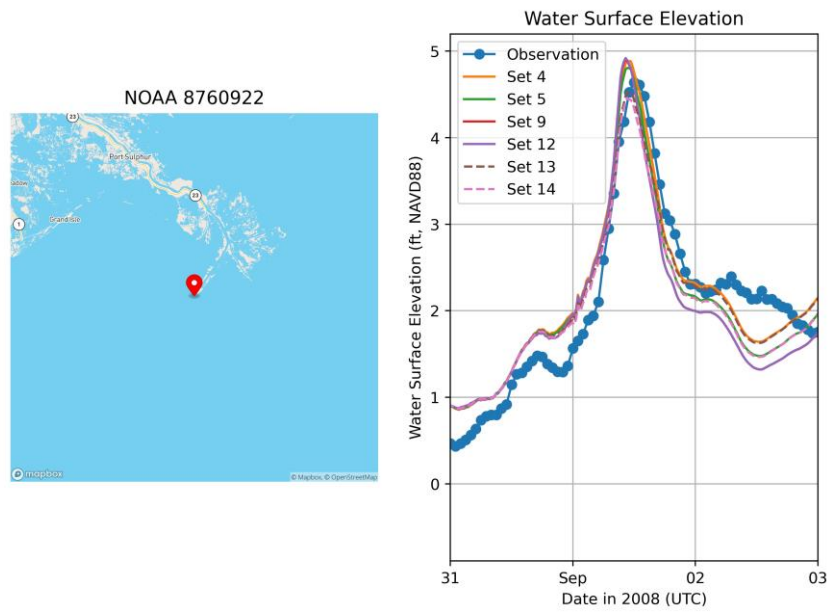 NOAA 8760922
23
Port Sulphur
23
Grand Isle
1
mapbox
© Mapbox, © OpenStreetMap
Water Surface Elevation
Observation
Set 4
Set 5
Set 9
Set 12
Set 13
Set 14
Water Surface Elevation (ft, NAVD88)
5
4
3
2
1
0
31
Sep
02
03
Date in 2008 (UTC)